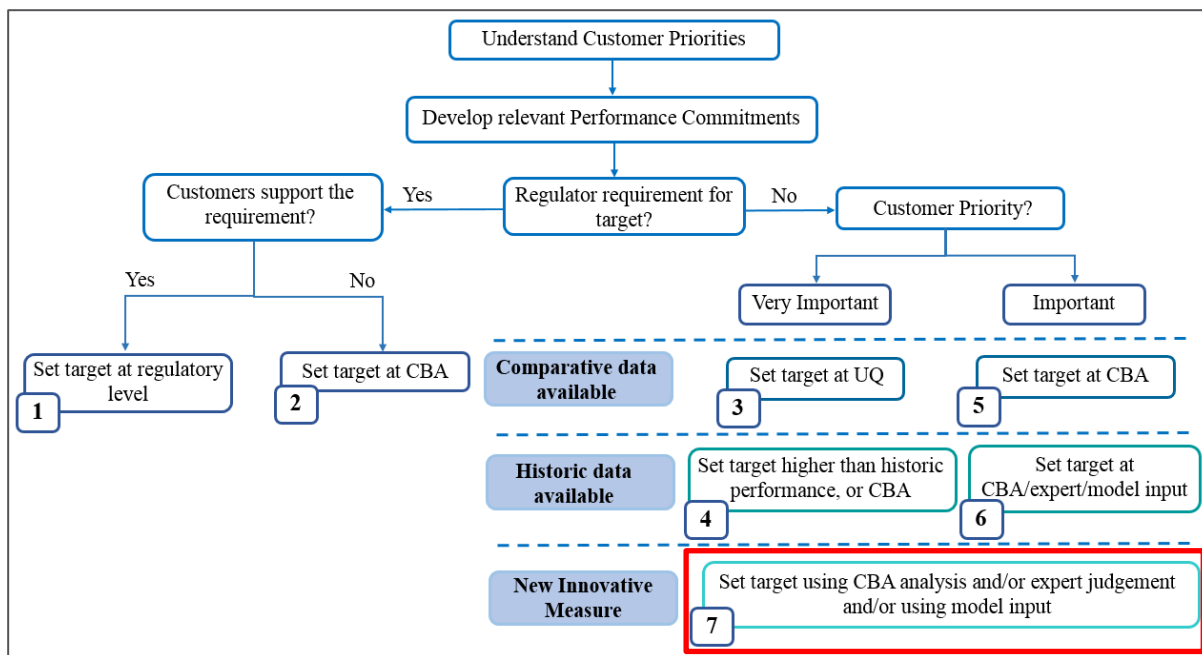 Understand Customer Priorities
Develop relevant Performance Commitments
Customers support the
requirement?
Yes
Regulator requirement for
target?
No
Customer Priority?
Yes
No
Very Important
Important
Set target at regulatory
level
1
Set target at CBA
2
Comparative data
available
Set target at UQ
3
Set target at CBA
5
Historic data
available
Set target higher than historic
performance, or CBA
4
Set target at
CBA/expert/model input
6
New Innovative
Measure
Set target using CBA analysis and/or expert judgement
and/or using model input
7